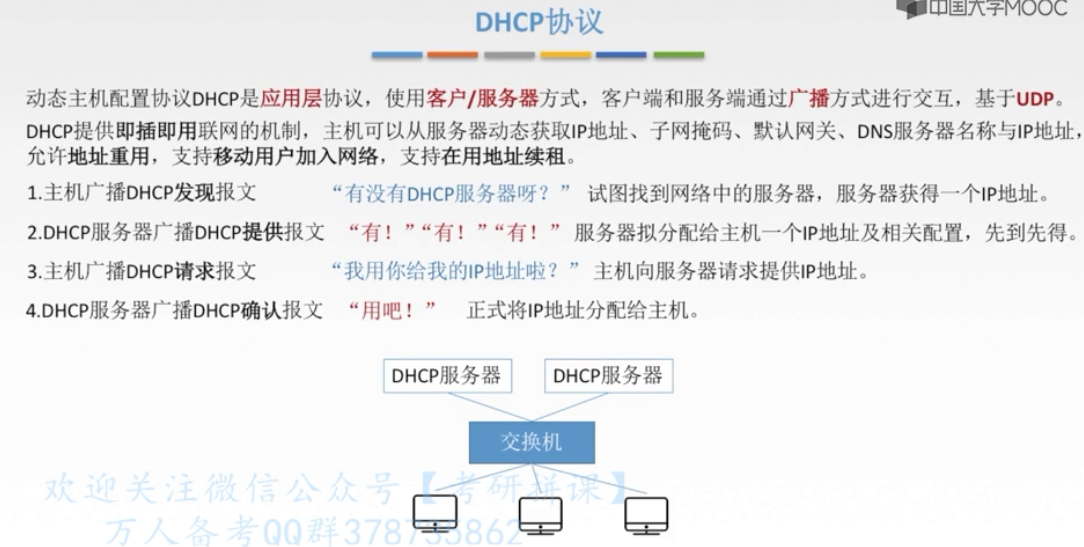 中国大学MOOC
DHCP协议
动态主机配置协议DHCP是应用层协议，使用客户/服务器方式，客户端和服务端通过广播方式进行交互，基于UDP。
DHCP提供即插即用联网的机制，主机可以从服务器动态获取IP地址、子网掩码、默认网关、DNS服务器名称与IP地址，
允许地址重用，支持移动用户加入网络，支持在用地址续租。
1.主机广播DHCP发现报文 “有没有DHCP服务器呀？” 试图找到网络中的服务器，服务器获得一个IP地址。
2.DHCP服务器广播DHCP提供报文 “有！”“有！”“有！” 服务器拟分配给主机一个IP地址及相关配置，先到先得。
3.主机广播DHCP请求报文 “我用你给我的IP地址啦？” 主机向服务器请求提供IP地址。
4.DHCP服务器广播DHCP确认报文 “用吧！” 正式将IP地址分配给主机。
DHCP服务器 DHCP服务器
交换机
欢迎关注微信公众号【考研拼课】
万人备考QQ群378735862